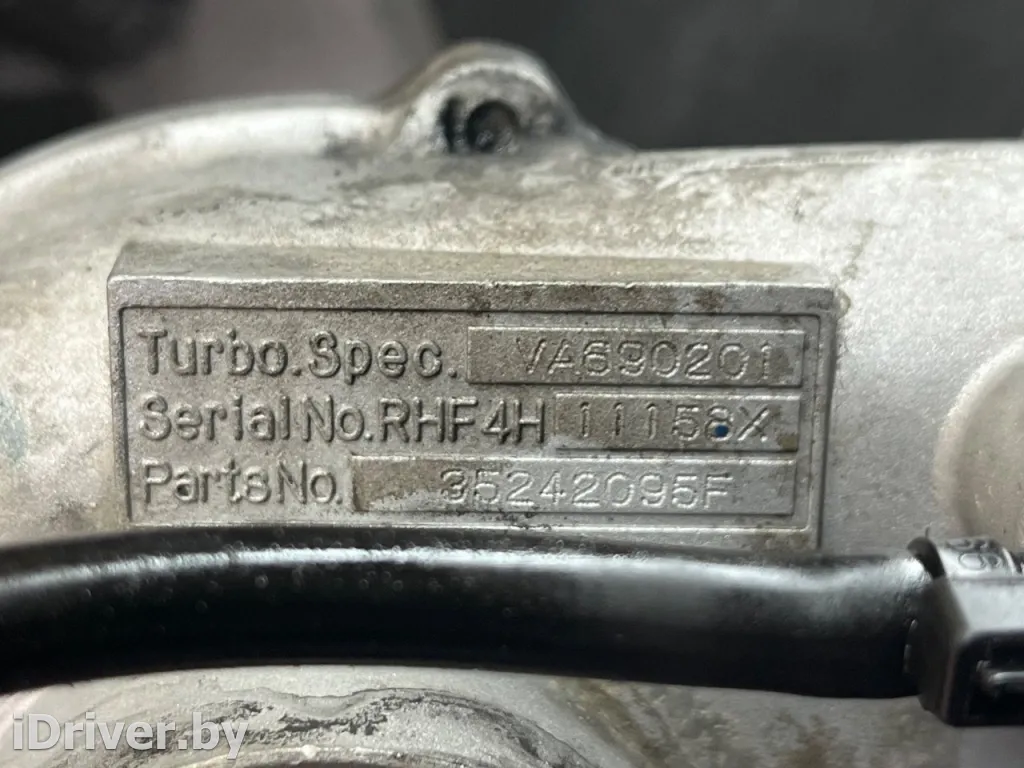 Turbo.Spec. VA690201
Serial No.RHF4H 11158X
Parts No. 35242095F
iDriver.by